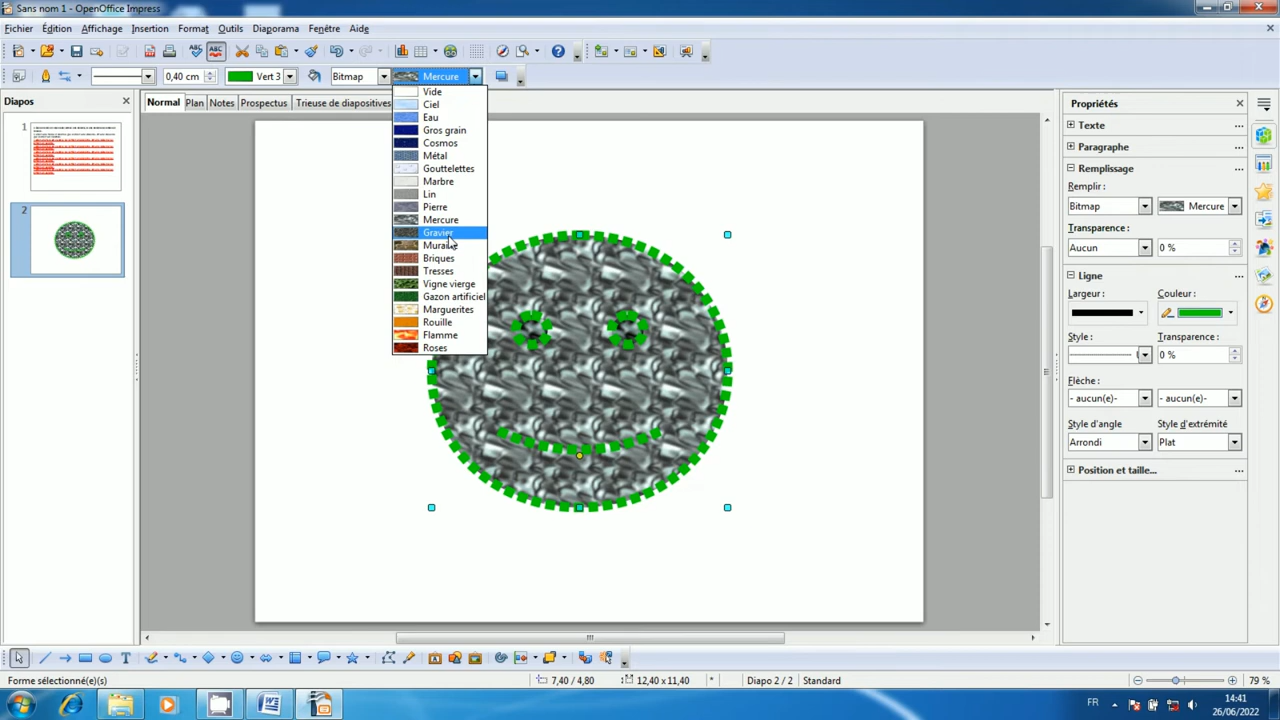 Sans nom 1 - OpenOffice Impress
Fichier Édition Affichage Insertion Format Outils Diaporama Fenêtre Aide
0,40 cm Vert 3 Bitmap Mercure
Diapos
Normal Plan Notes Prospectus Trieuse de diapositives
1
2
Vide
Ciel
Eau
Gros grain
Cosmos
Métal
Gouttelettes
Marbre
Lin
Pierre
Mercure
Gravier
Muraille
Briques
Tresses
Vigne vierge
Gazon artificiel
Marguerites
Rouille
Flamme
Roses
Propriétés
Texte
Paragraphe
Remplissage
Remplir :
Bitmap Mercure
Transparence :
Aucun 0 %
Ligne
Largeur : Couleur :
Style : Transparence :
0 %
Flèche :
- aucun(e)- - aucun(e)-
Style d'angle Style d'extrémité
Arrondi Plat
Position et taille...
Forme sélectionné(e)(s) 7,40 / 4,80 12,40 x 11,40 * Diapo 2 / 2 Standard 79 %
FR 14:41
26/06/2022